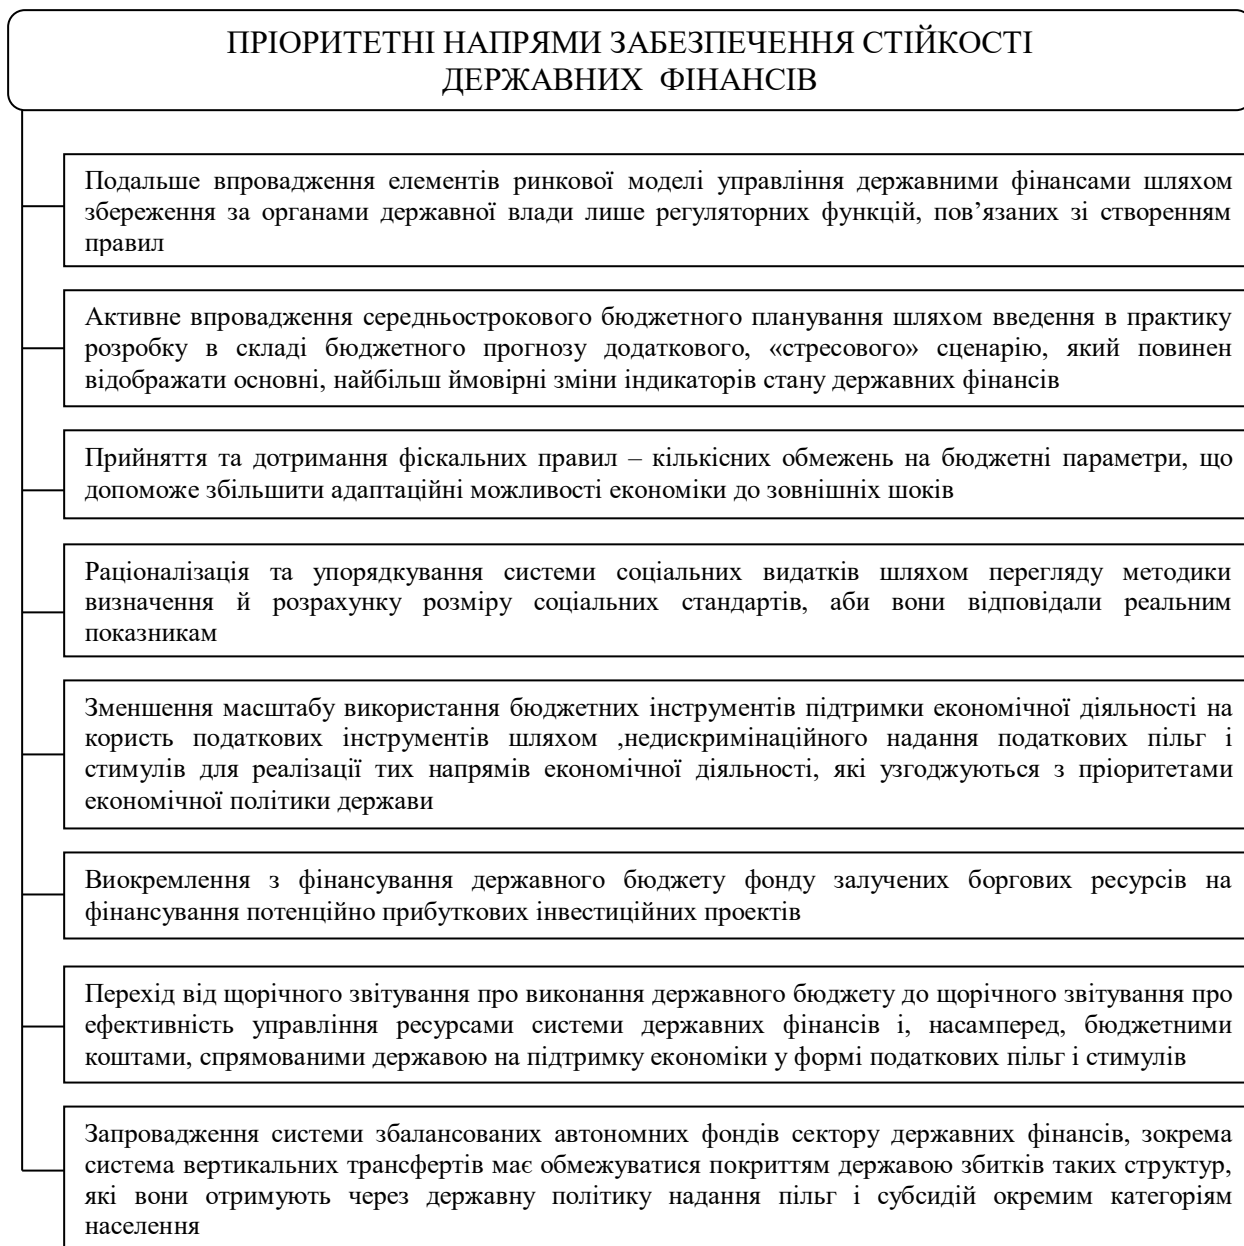 ПРІОРИТЕТНІ НАПРЯМИ ЗАБЕЗПЕЧЕННЯ СТІЙКОСТІ
ДЕРЖАВНИХ ФІНАНСІВ
Подальше впровадження елементів ринкової моделі управління державними фінансами шляхом
збереження за органами державної влади лише регуляторних функцій, пов’язаних зі створенням
правил
Активне впровадження середньострокового бюджетного планування шляхом введення в практику
розробку в складі бюджетного прогнозу додаткового, «стресового» сценарію, який повинен
відображати основні, найбільш ймовірні зміни індикаторів стану державних фінансів
Прийняття та дотримання фіскальних правил – кількісних обмежень на бюджетні параметри, що
допоможе збільшити адаптаційні можливості економіки до зовнішніх шоків
Раціоналізація та упорядкування системи соціальних видатків шляхом перегляду методики
визначення й розрахунку розміру соціальних стандартів, аби вони відповідали реальним
показникам
Зменшення масштабу використання бюджетних інструментів підтримки економічної діяльності на
користь податкових інструментів шляхом ,недискримінаційного надання податкових пільг і
стимулів для реалізації тих напрямів економічної діяльності, які узгоджуються з пріоритетами
економічної політики держави
Виокремлення з фінансування державного бюджету фонду залучених боргових ресурсів на
фінансування потенційно прибуткових інвестиційних проектів
Перехід від щорічного звітування про виконання державного бюджету до щорічного звітування про
ефективність управління ресурсами системи державних фінансів і, насамперед, бюджетними
коштами, спрямованими державою на підтримку економіки у формі податкових пільг і стимулів
Запровадження системи збалансованих автономних фондів сектору державних фінансів, зокрема
система вертикальних трансфертів має обмежуватися покриттям державою збитків таких структур,
які вони отримують через державну політику надання пільг і субсидій окремим категоріям
населення